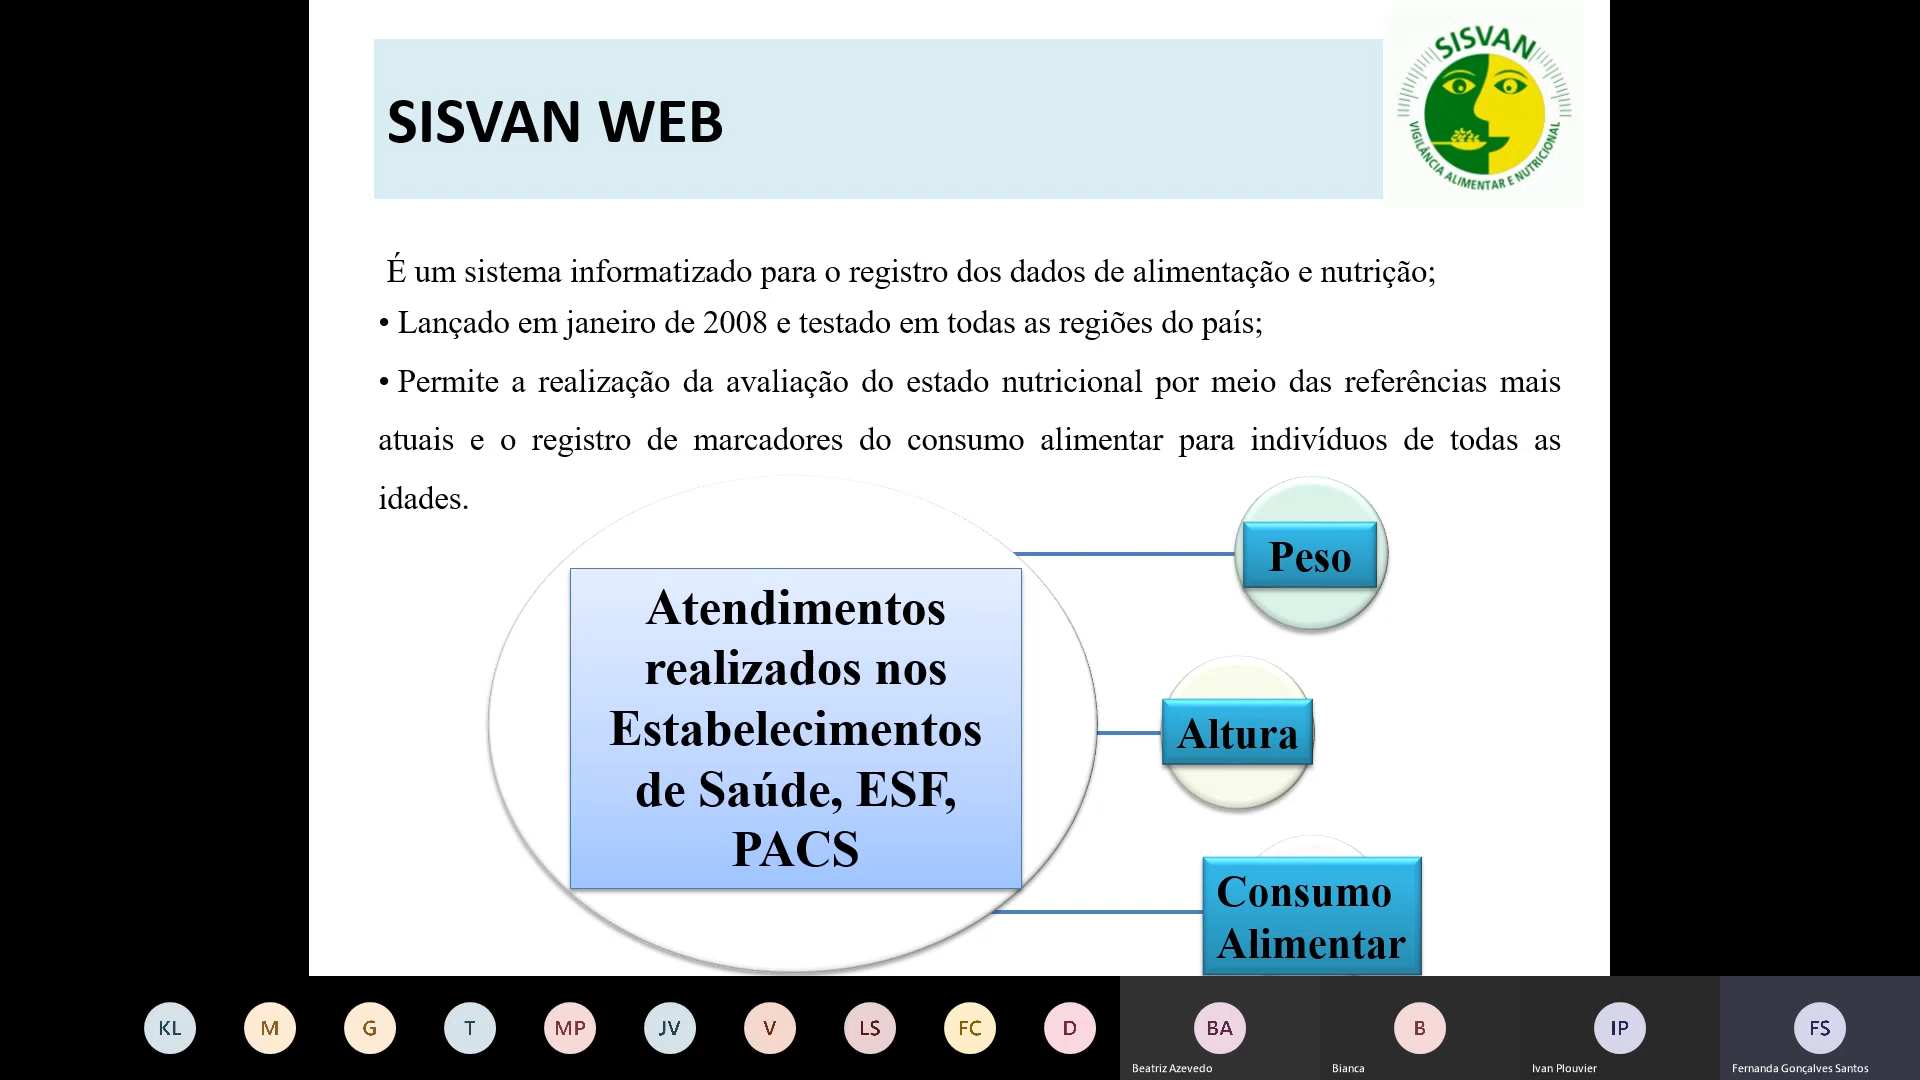 SISVAN WEB
SISVAN
VIGILÂNCIA ALIMENTAR E NUTRICIONAL
É um sistema informatizado para o registro dos dados de alimentação e nutrição;
• Lançado em janeiro de 2008 e testado em todas as regiões do país;
• Permite a realização da avaliação do estado nutricional por meio das referências mais
atuais e o registro de marcadores do consumo alimentar para indivíduos de todas as
idades.
Atendimentos
realizados nos
Estabelecimentos
de Saúde, ESF,
PACS
Peso
Altura
Consumo
Alimentar
KL
M
G
T
MP
JV
V
LS
FC
D
BA
B
IP
FS
Beatriz Azevedo
Bianca
Ivan Plouvier
Fernanda Gonçalves Santos